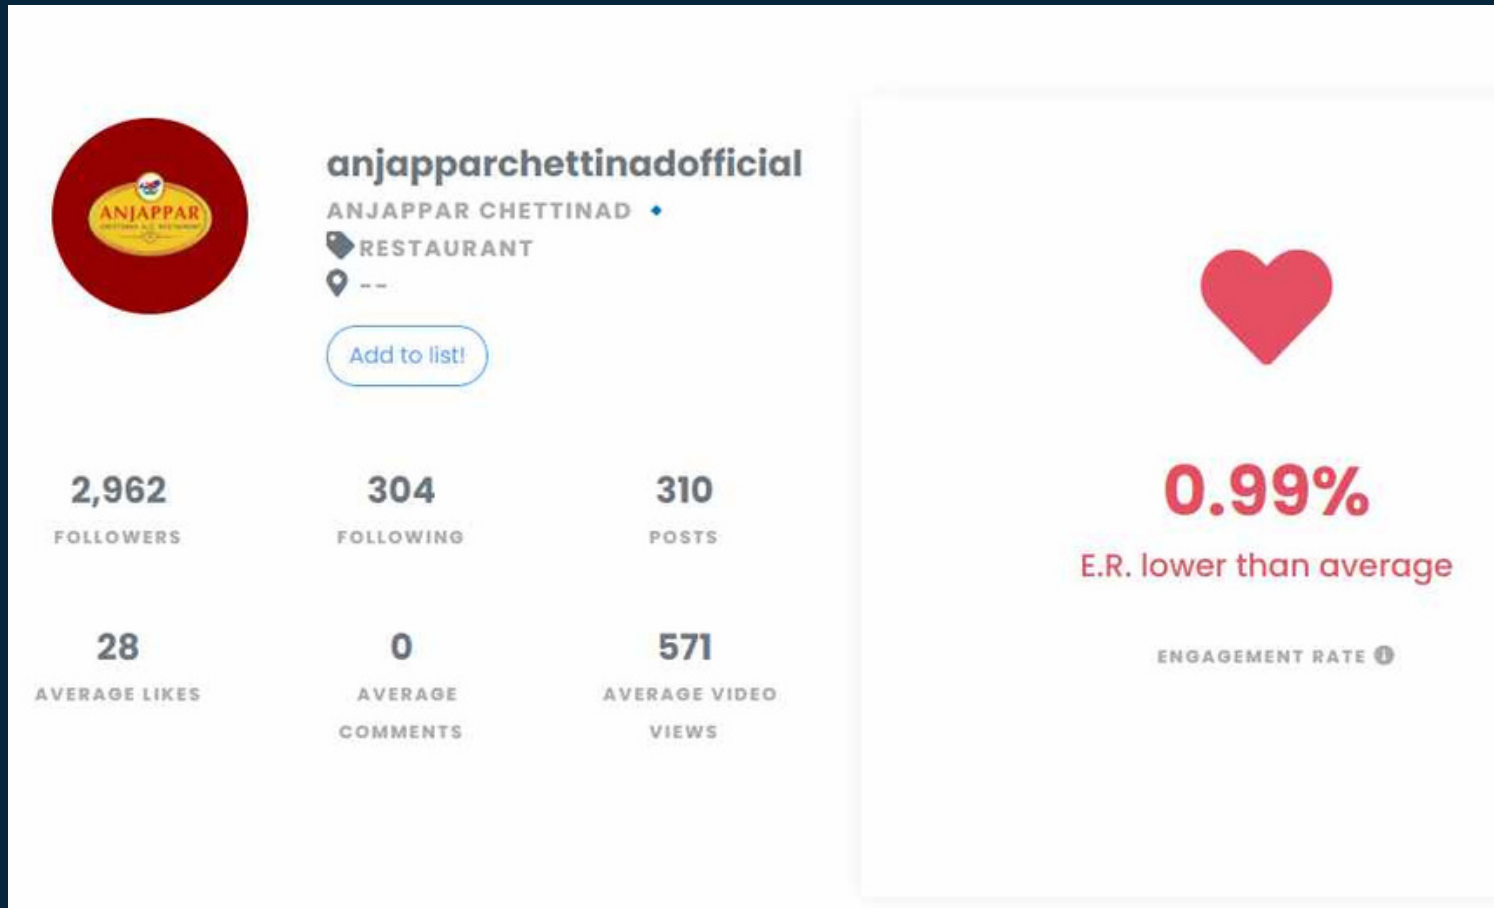 ANJAPPAR
anjapparchettinadofficial
ANJAPPAR CHETTINAD
RESTAURANT
--
Add to list!
2,962
FOLLOWERS
304
FOLLOWING
310
POSTS
28
AVERAGE LIKES
0
AVERAGE
COMMENTS
571
AVERAGE VIDEO
VIEWS
0.99%
E.R. lower than average
ENGAGEMENT RATE